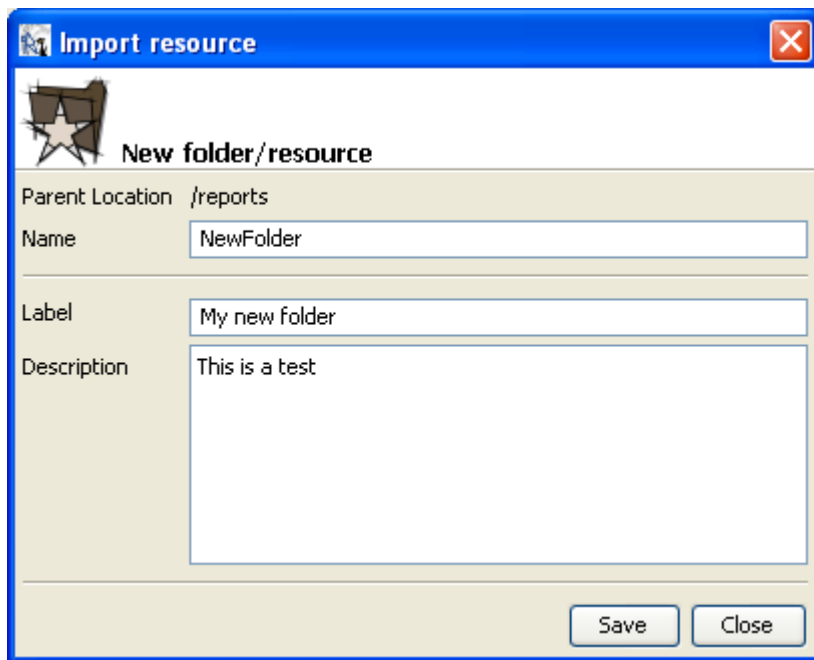 Import resource
New folder/resource
Parent Location /reports
Name NewFolder
Label My new folder
Description This is a test
Save Close